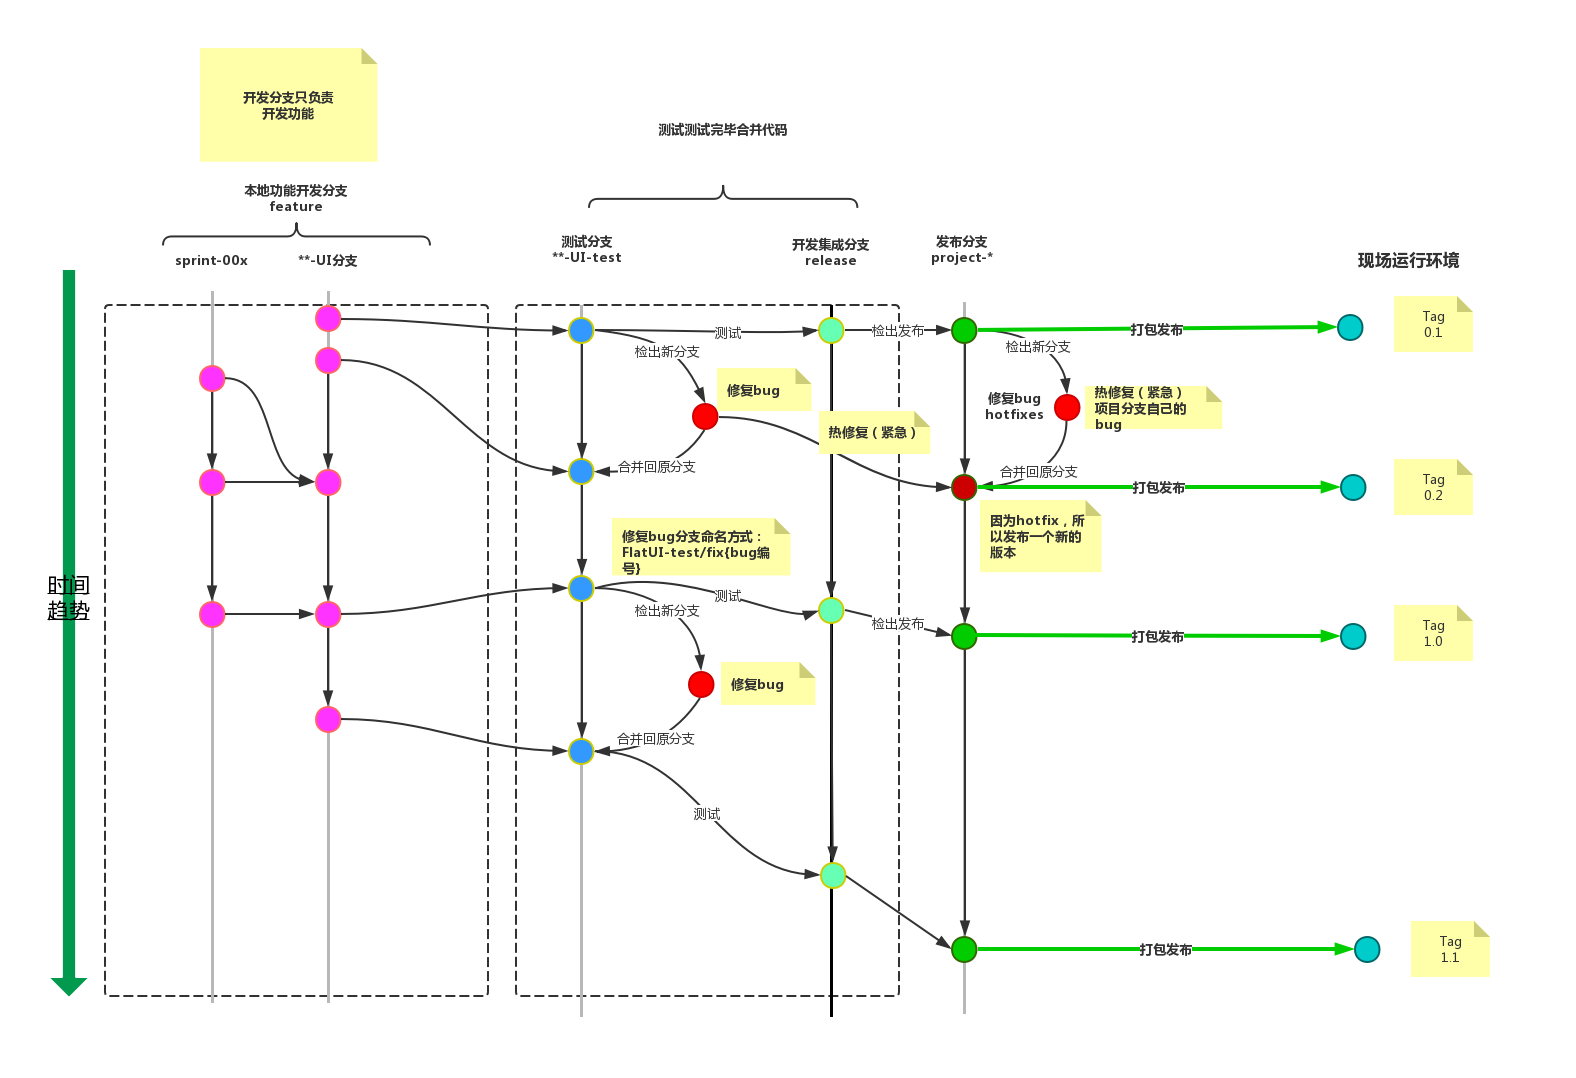 开发分支只负责
开发功能
测试测试完毕合并代码
本地功能开发分支
feature
sprint-00x
**-UI分支
测试分支
**-UI-test
开发集成分支
release
发布分支
project-*
现场运行环境
测试
检出发布
打包发布
Tag
0.1
检出新分支
检出新分支
修复bug
修复bug
hotfixes
热修复（紧急）
项目分支自己的
bug
热修复（紧急）
合并回原分支
合并回原分支
打包发布
Tag
0.2
修复bug分支命名方式：
FlatUI-test/fix{bug编
号}
因为hotfix，所
以发布一个新的
版本
时间
趋势
测试
检出新分支
检出发布
打包发布
Tag
1.0
修复bug
合并回原分支
测试
打包发布
Tag
1.1